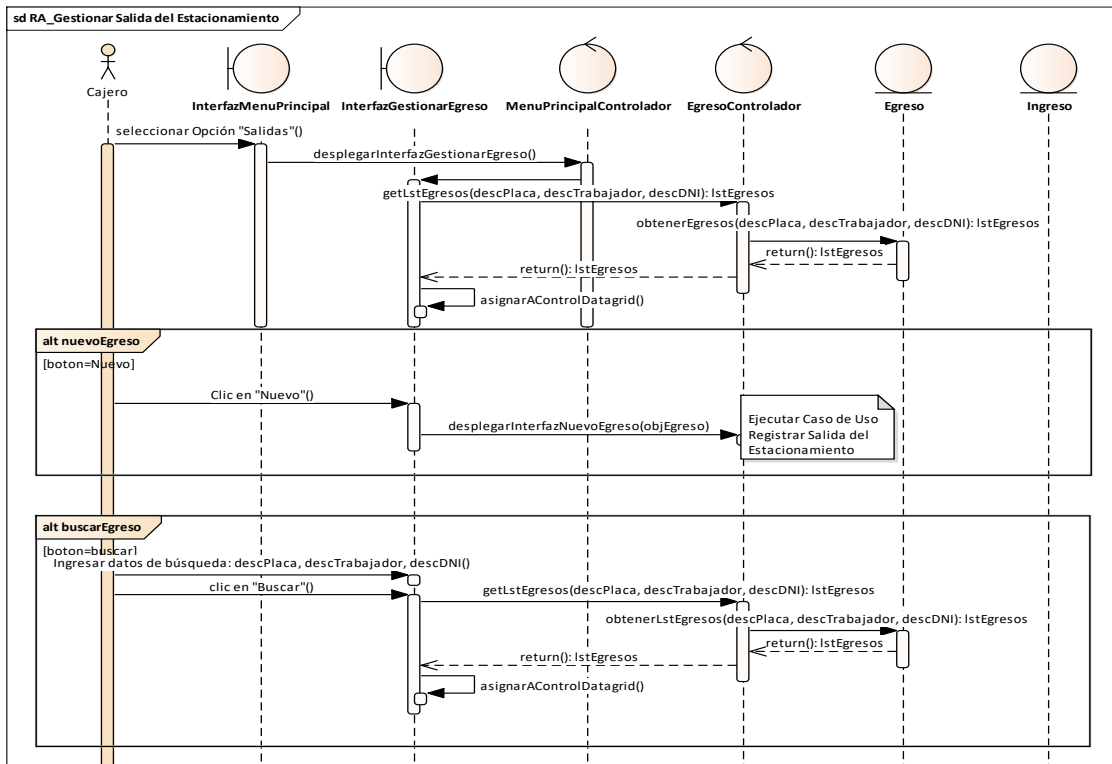 sd RA_Gestionar Salida del Estacionamiento
Cajero
InterfazMenuPrincipal
InterfazGestionarEgreso
MenuPrincipalControlador
EgresoControlador
Egreso
Ingreso
seleccionar Opción "Salidas"()
desplegarInterfazGestionarEgreso()
getLstEgresos(descPlaca, descTrabajador, descDNI): lstEgresos
obtenerEgresos(descPlaca, descTrabajador, descDNI): lstEgresos
return(): lstEgresos
return(): lstEgresos
asignarAControlDatagrid()
alt nuevoEgreso
[boton=Nuevo]
Clic en "Nuevo"()
desplegarInterfazNuevoEgreso(objEgreso)
Ejecutar Caso de Uso
Registrar Salida del
Estacionamiento
alt buscarEgreso
[boton=buscar]
Ingresar datos de búsqueda: descPlaca, descTrabajador, descDNI()
clic en "Buscar"()
getLstEgresos(descPlaca, descTrabajador, descDNI): lstEgresos
obtenerLstEgresos(descPlaca, descTrabajador, descDNI): lstEgresos
return(): lstEgresos
return(): lstEgresos
asignarAControlDatagrid()